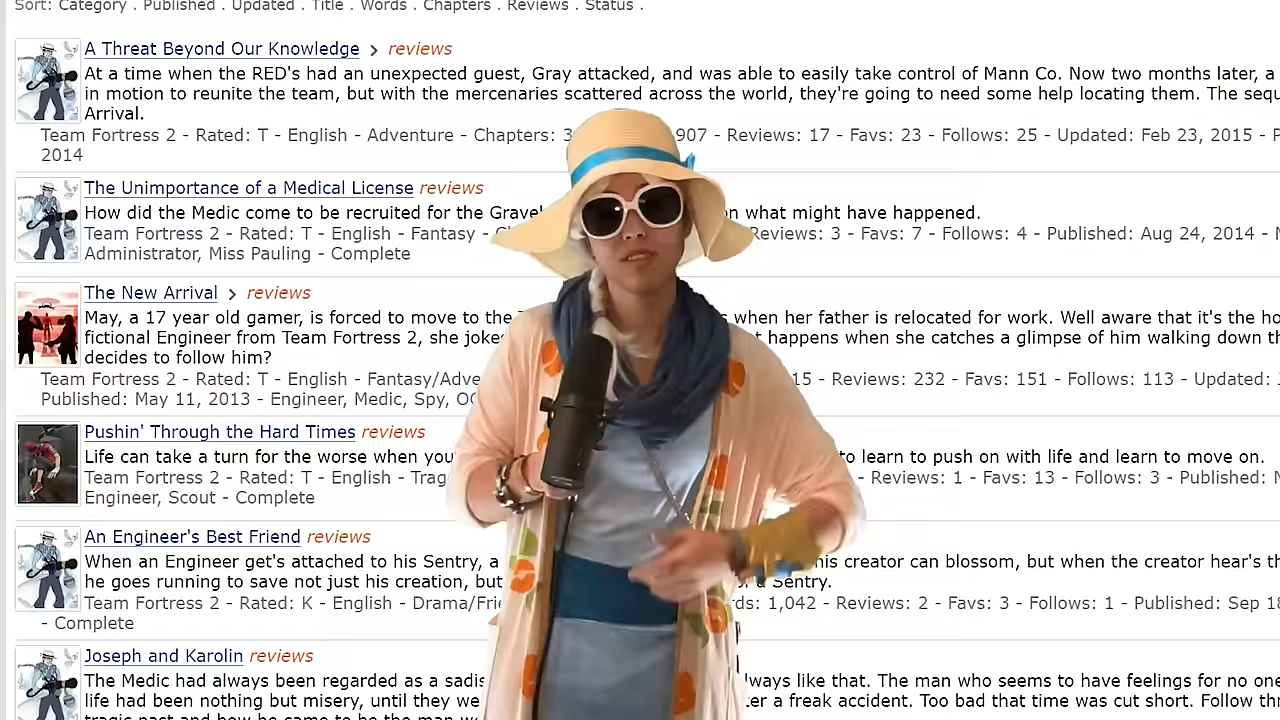 Sort: Category . Published . Updated . Title . Words . Chapters . Reviews . Status .
A Threat Beyond Our Knowledge > reviews
At a time when the RED's had an unexpected guest, Gray attacked, and was able to easily take control of Mann Co. Now two months later, a
in motion to reunite the team, but with the mercenaries scattered across the world, they're going to need some help locating them. The sequ
Arrival.
Team Fortress 2 - Rated: T - English - Adventure - Chapters: 3 907 - Reviews: 17 - Favs: 23 - Follows: 25 - Updated: Feb 23, 2015 - P
2014
The Unimportance of a Medical License reviews
How did the Medic come to be recruited for the Gravel what might have happened.
Team Fortress 2 - Rated: T - English - Fantasy - Reviews: 3 - Favs: 7 - Follows: 4 - Published: Aug 24, 2014 - M
Administrator, Miss Pauling - Complete
The New Arrival > reviews
May, a 17 year old gamer, is forced to move to the when her father is relocated for work. Well aware that it's the ho
fictional Engineer from Team Fortress 2, she joke happens when she catches a glimpse of him walking down th
decides to follow him?
Team Fortress 2 - Rated: T - English - Fantasy/Adve 15 - Reviews: 232 - Favs: 151 - Follows: 113 - Updated:
Published: May 11, 2013 - Engineer, Medic, Spy, OC
Pushin' Through the Hard Times reviews
Life can take a turn for the worse when you to learn to push on with life and learn to move on.
Team Fortress 2 - Rated: T - English - Trag - Reviews: 1 - Favs: 13 - Follows: 3 - Published:
Engineer, Scout - Complete
An Engineer's Best Friend reviews
When an Engineer get's attached to his Sentry, a his creator can blossom, but when the creator hear's th
he goes running to save not just his creation, but a Sentry.
Team Fortress 2 - Rated: K - English - Drama/Frie rds: 1,042 - Reviews: 2 - Favs: 3 - Follows: 1 - Published: Sep 18
- Complete
Joseph and Karolin reviews
The Medic had always been regarded as a sadis always like that. The man who seems to have feelings for no one
life had been nothing but misery, until they we ter a freak accident. Too bad that time was cut short. Follow th